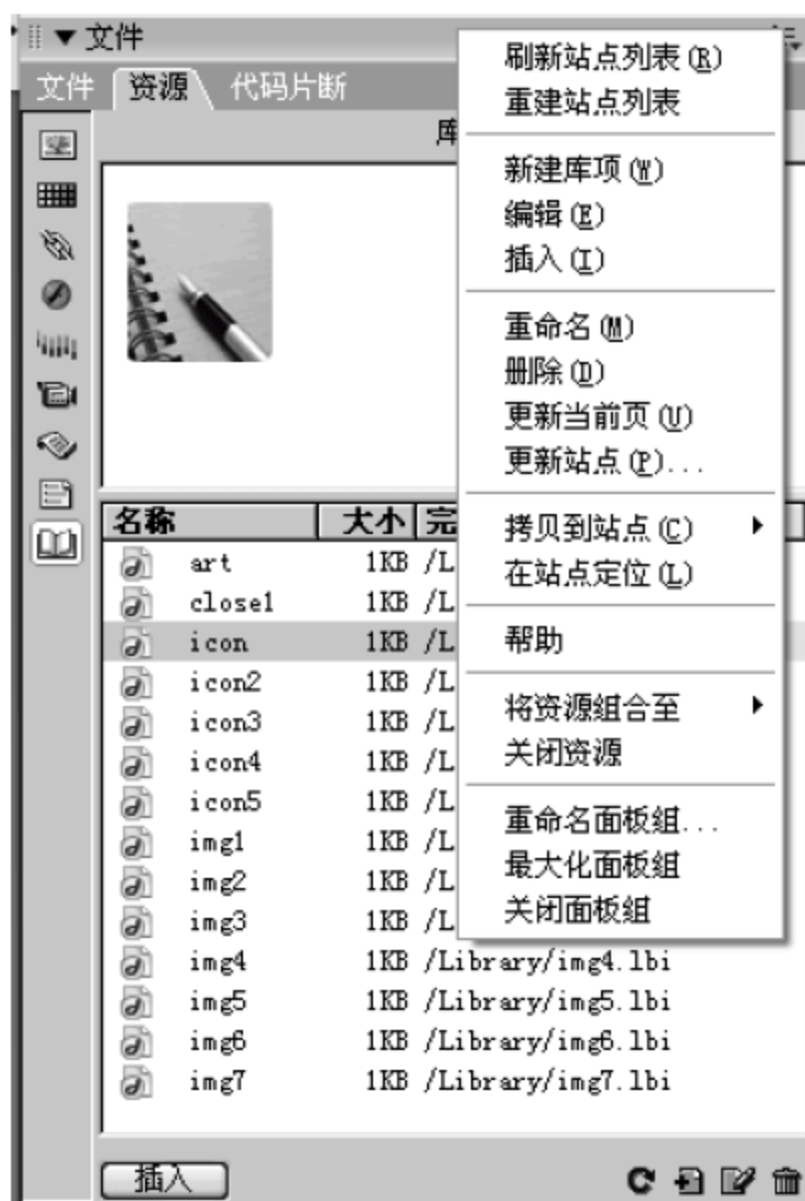 文件
文件 资源 代码片断
库
名称 大小 完
art 1KB /L
close1 1KB /L
icon 1KB /L
icon2 1KB /L
icon3 1KB /L
icon4 1KB /L
icon5 1KB /L
img1 1KB /L
img2 1KB /L
img3 1KB /L
img4 1KB /Library/img4.lbi
img5 1KB /Library/img5.lbi
img6 1KB /Library/img6.lbi
img7 1KB /Library/img7.lbi
插入
刷新站点列表(R)
重建站点列表
新建库项(W)
编辑(E)
插入(I)
重命名(M)
删除(D)
更新当前页(U)
更新站点(P)...
拷贝到站点(C)
在站点定位(L)
帮助
将资源组合至
关闭资源
重命名面板组...
最大化面板组
关闭面板组